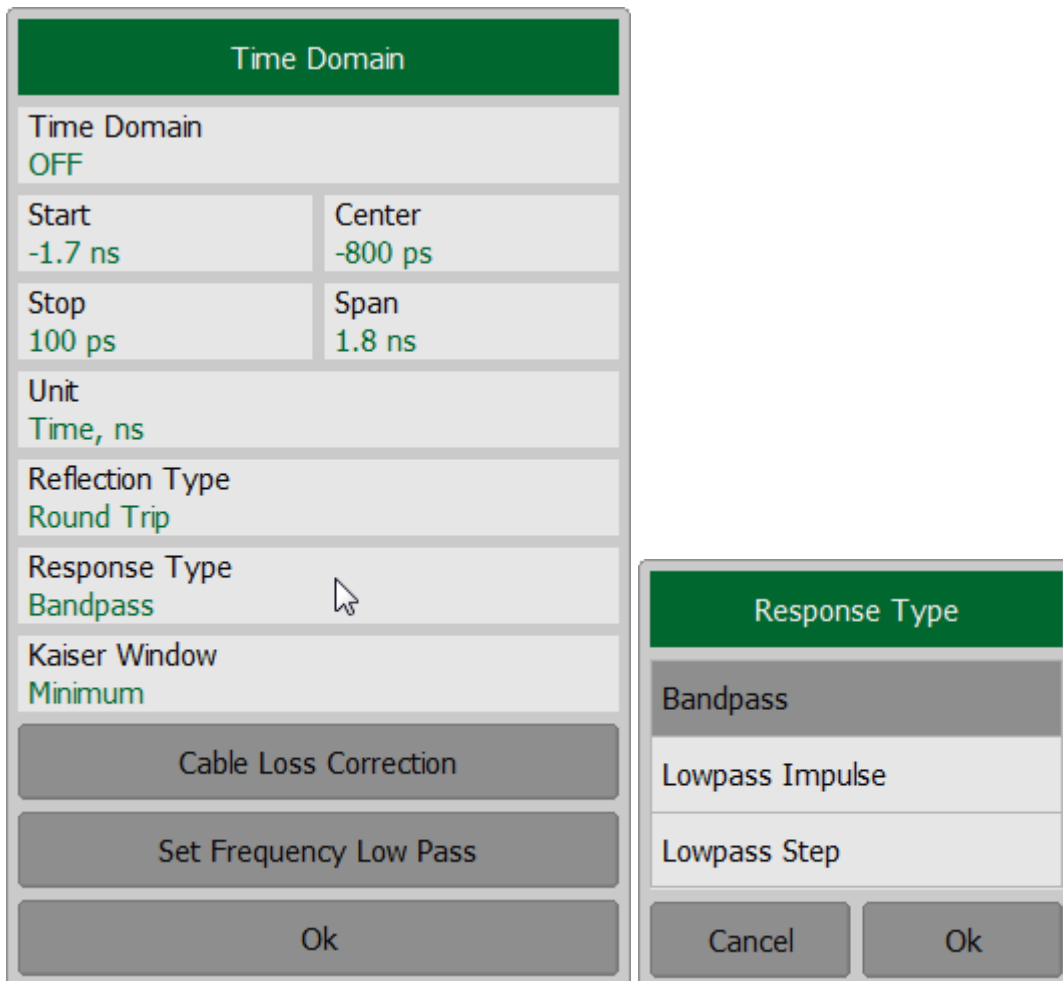 Time Domain
Time Domain
OFF
Start
-1.7 ns
Center
-800 ps
Stop
100 ps
Span
1.8 ns
Unit
Time, ns
Reflection Type
Round Trip
Response Type
Bandpass
Kaiser Window
Minimum
Cable Loss Correction
Set Frequency Low Pass
Ok
Response Type
Bandpass
Lowpass Impulse
Lowpass Step
Cancel
Ok